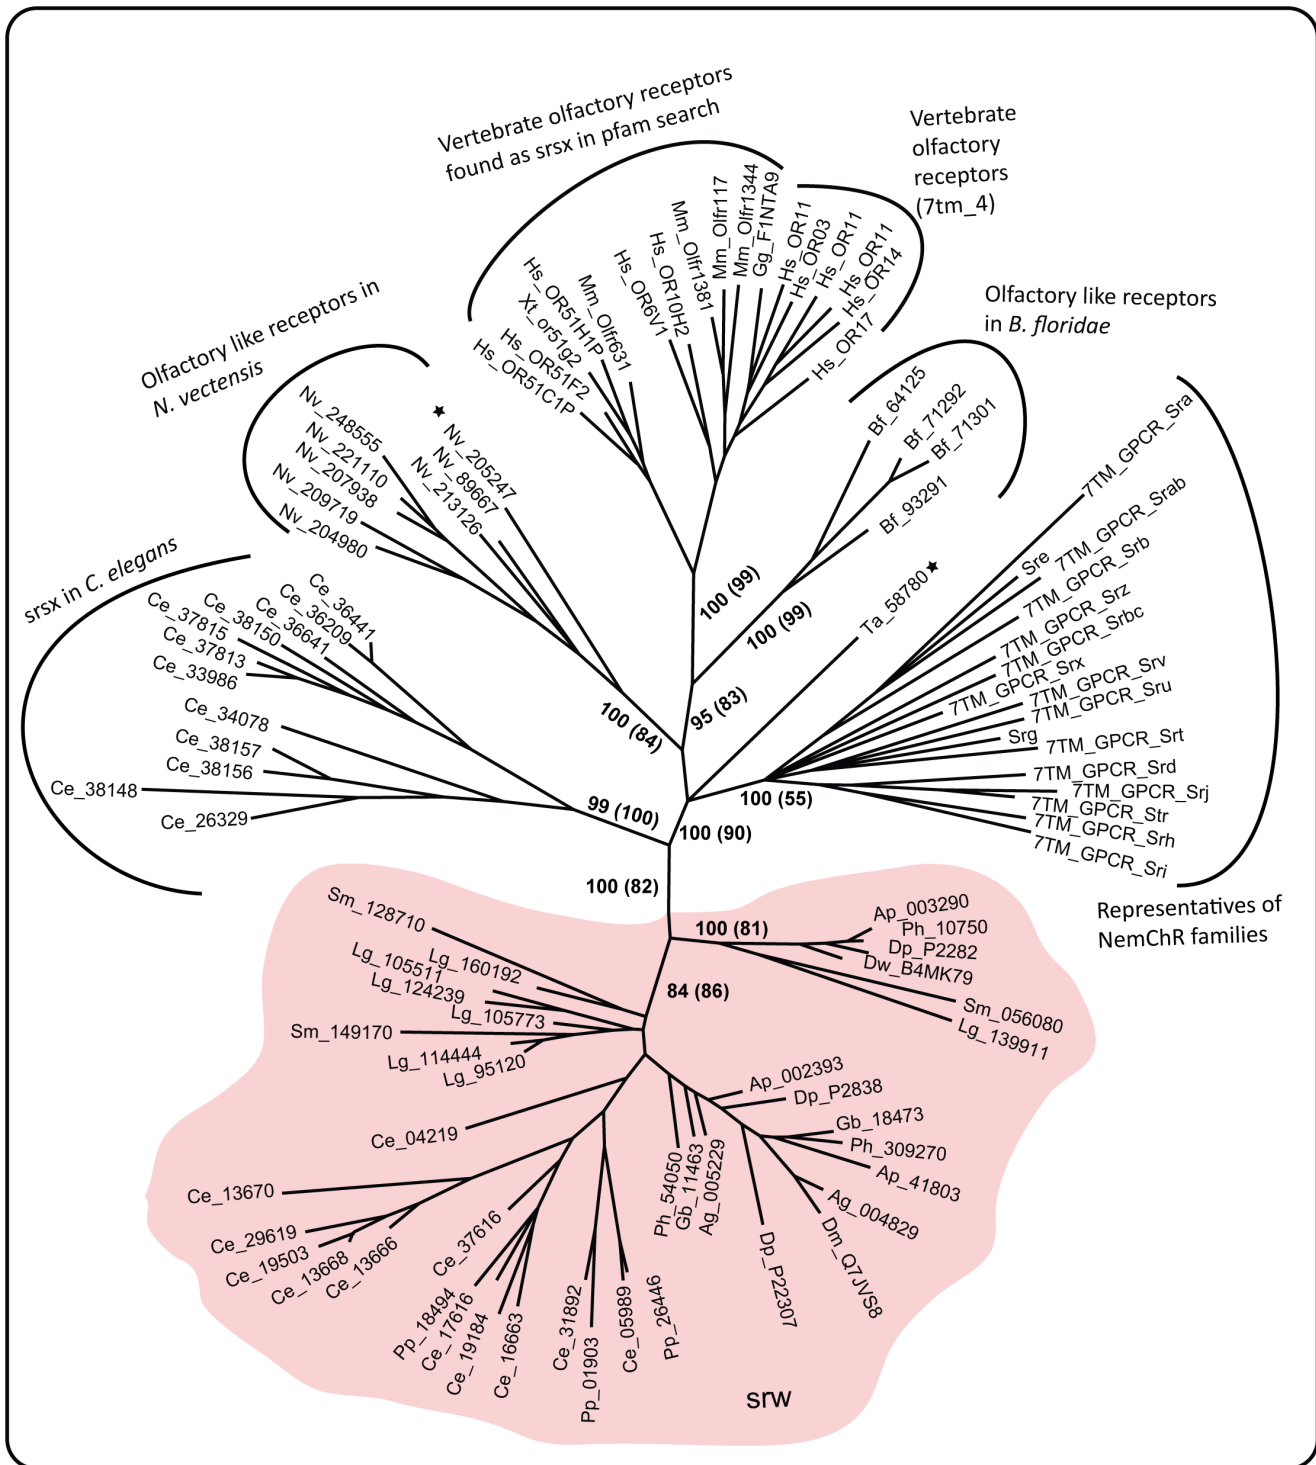 Vertebrate olfactory receptors
found as srsx in pfam search
Vertebrate
olfactory
receptors
(7tm_4)
Olfactory like receptors in
N. vectensis
Olfactory like receptors
in B. floridae
srsx in C. elegans
Representatives of
NemChR families
Hs_OR51C1P
Hs_OR51F2
Xt_or51g2
Hs_OR51H1P
Mm_Olfr631
Hs_OR6V1
Hs_OR10H2
Mm_Olfr1381
Mm_Olfr117
Mm_Olfr1344
Gg_F1NTA9
Hs_OR11
Hs_OR03
Hs_OR11
Hs_OR11
Hs_OR14
Hs_OR17
Bf_64125
Bf_71292
Bf_71301
Bf_93291
Ta_58780★
★ Nv_205247
Nv_89667
Nv_213126
Nv_248555
Nv_221110
Nv_207938
Nv_209719
Nv_204980
Ce_36441
Ce_36209
Ce_36641
Ce_38150
Ce_37815
Ce_37813
Ce_33986
Ce_34078
Ce_38157
Ce_38156
Ce_38148
Ce_26329
7TM_GPCR_Sra
Sre
7TM_GPCR_Srab
7TM_GPCR_Srb
7TM_GPCR_Srz
7TM_GPCR_Srbc
7TM_GPCR_Srx
7TM_GPCR_Srv
7TM_GPCR_Sru
Srg
7TM_GPCR_Srt
7TM_GPCR_Srd
7TM_GPCR_Srj
7TM_GPCR_Str
7TM_GPCR_Srh
7TM_GPCR_Sri
100 (99)
100 (99)
95 (83)
100 (84)
99 (100)
100 (55)
100 (90)
100 (82)
100 (81)
84 (86)
Ap_003290
Ph_10750
Dp_P2282
Dw_B4MK79
Sm_056080
Lg_139911
Sm_128710
Lg_160192
Lg_105511
Lg_124239
Lg_105773
Sm_149170
Lg_114444
Lg_95120
Ce_04219
Ce_13670
Ce_29619
Ce_19503
Ce_13668
Ce_13666
Ce_37616
Pp_18494
Ce_17616
Ce_19184
Ce_16663
Ce_31892
Pp_01903
Ce_05989
Pp_26446
Ph_54050
Gb_11463
Ag_005229
Ap_002393
Dp_P2838
Gb_18473
Ph_309270
Ap_41803
Ag_004829
Dm_Q7JVS8
Dp_P22307
srw